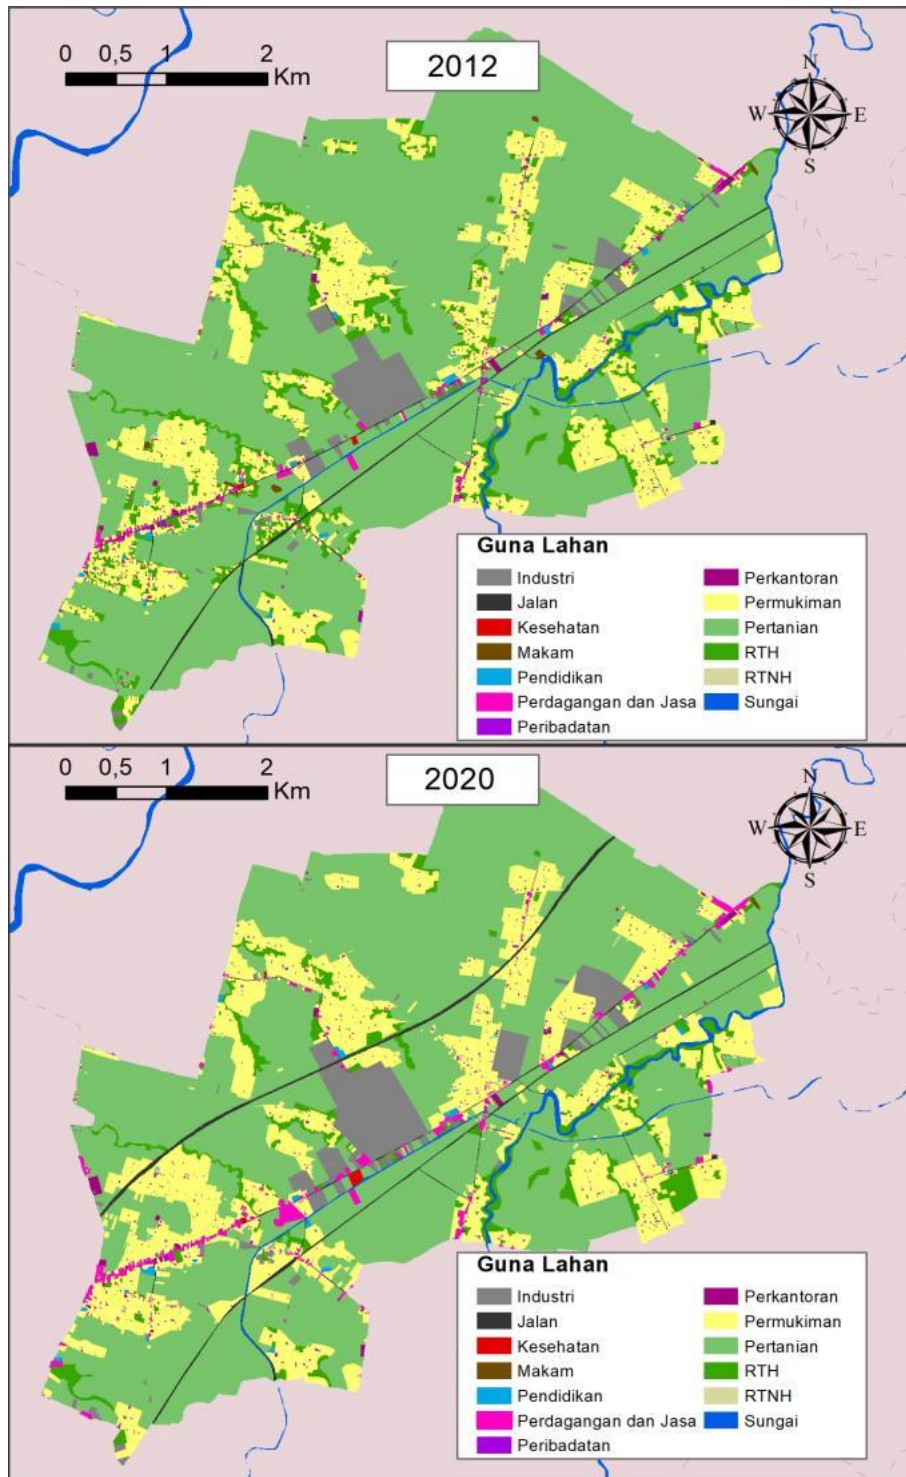 0 0,5 1 2
Km
2012
N
W E
S
Guna Lahan
Industri
Jalan
Kesehatan
Makam
Pendidikan
Perdagangan dan Jasa
Peribadatan
Perkantoran
Permukiman
Pertanian
RTH
RTNH
Sungai
0 0,5 1 2
Km
2020
N
W E
S
Guna Lahan
Industri
Jalan
Kesehatan
Makam
Pendidikan
Perdagangan dan Jasa
Peribadatan
Perkantoran
Permukiman
Pertanian
RTH
RTNH
Sungai